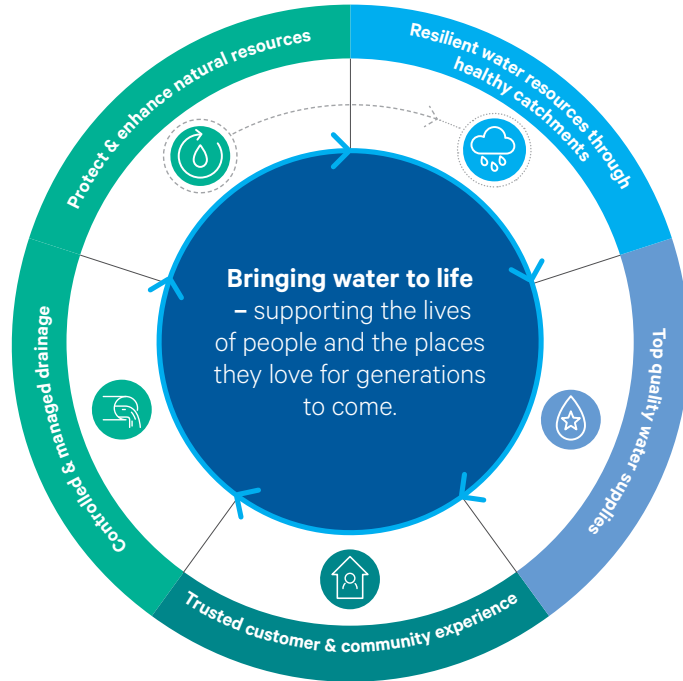 Protect & enhance natural resources
Resilient water resources through
healthy catchments
Bringing water to life
– supporting the lives
of people and the places
they love for generations
to come.
Top quality water supplies
Trusted customer & community experience
Controlled & managed drainage